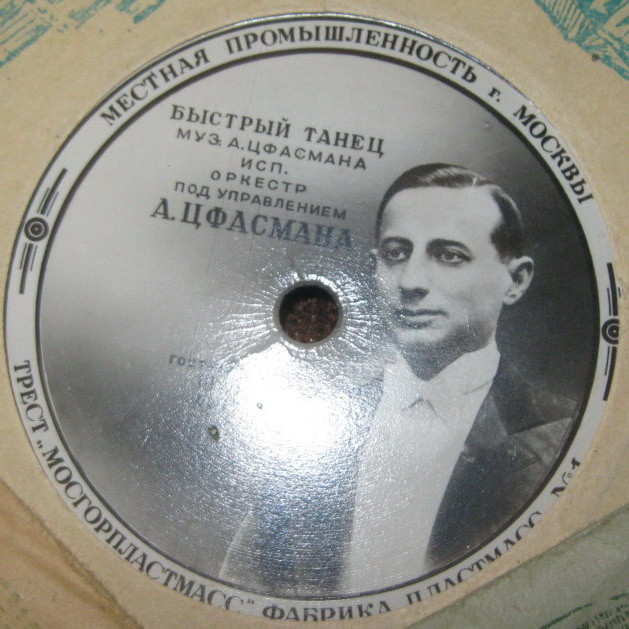 МЕСТНАЯ ПРОМЫШЛЕННОСТЬ г. МОСКВЫ
БЫСТРЫЙ ТАНЕЦ
МУЗ. А. ЦФАСМАНА
ИСП.
ОРКЕСТР
ПОД УПРАВЛЕНИЕМ
А. ЦФАСМАНА
ТРЕСТ „МОСГОРПЛАСТМАСС" ФАБРИКА ПЛАСТМАСС №1